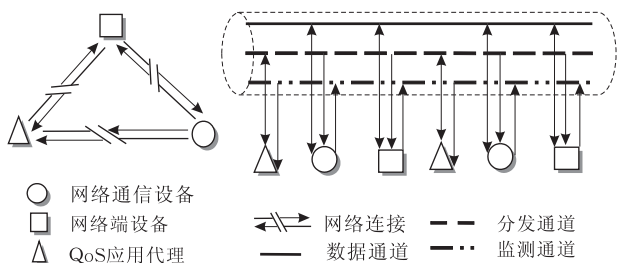 网络通信设备
网络端设备
QoS应用代理
网络连接
数据通道
分发通道
监测通道